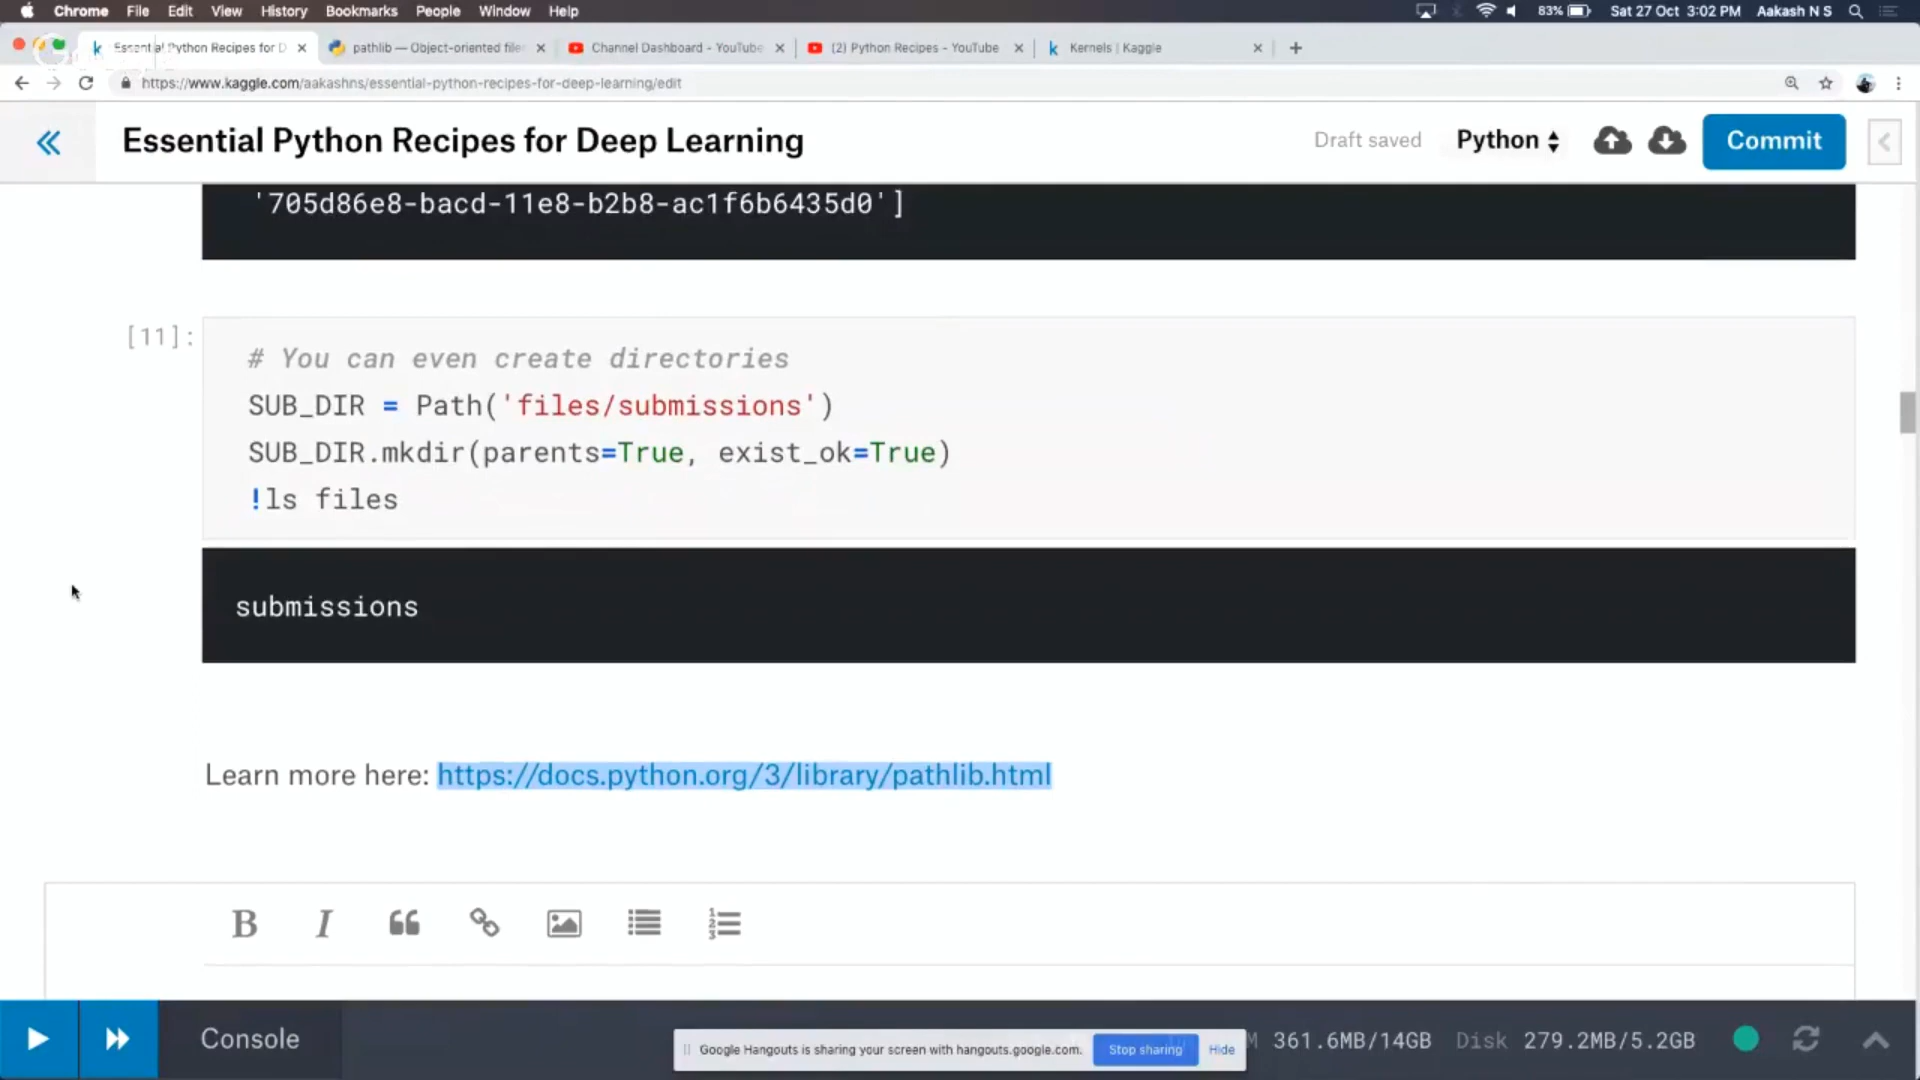 Chrome File Edit View History Bookmarks People Window Help 83% Sat 27 Oct 3:02 PM Aakash N S
Essential Python Recipes for D pathlib — Object-oriented files Channel Dashboard - YouTube (2) Python Recipes - YouTube Kernels | Kaggle
https://www.kaggle.com/aakashns/essential-python-recipes-for-deep-learning/edit
Essential Python Recipes for Deep Learning Draft saved Python Commit
'705d86e8-bacd-11e8-b2b8-ac1f6b6435d0']
[11]:
# You can even create directories
SUB_DIR = Path('files/submissions')
SUB_DIR.mkdir(parents=True, exist_ok=True)
!ls files
submissions
Learn more here: https://docs.python.org/3/library/pathlib.html
B I
Console Google Hangouts is sharing your screen with hangouts.google.com. Stop sharing Hide 361.6MB/14GB Disk 279.2MB/5.2GB